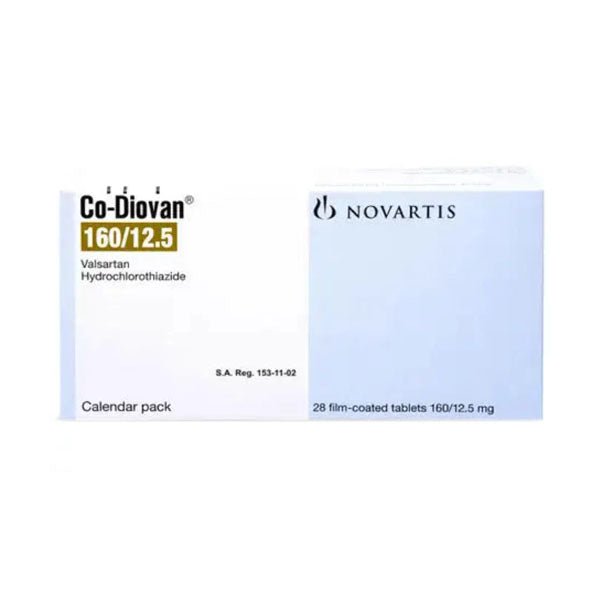 Co-Diovan®
160/12.5
Valsartan
Hydrochlorothiazide
S.A. Reg. 153-11-02
Calendar pack
NOVARTIS
28 film-coated tablets 160/12.5 mg